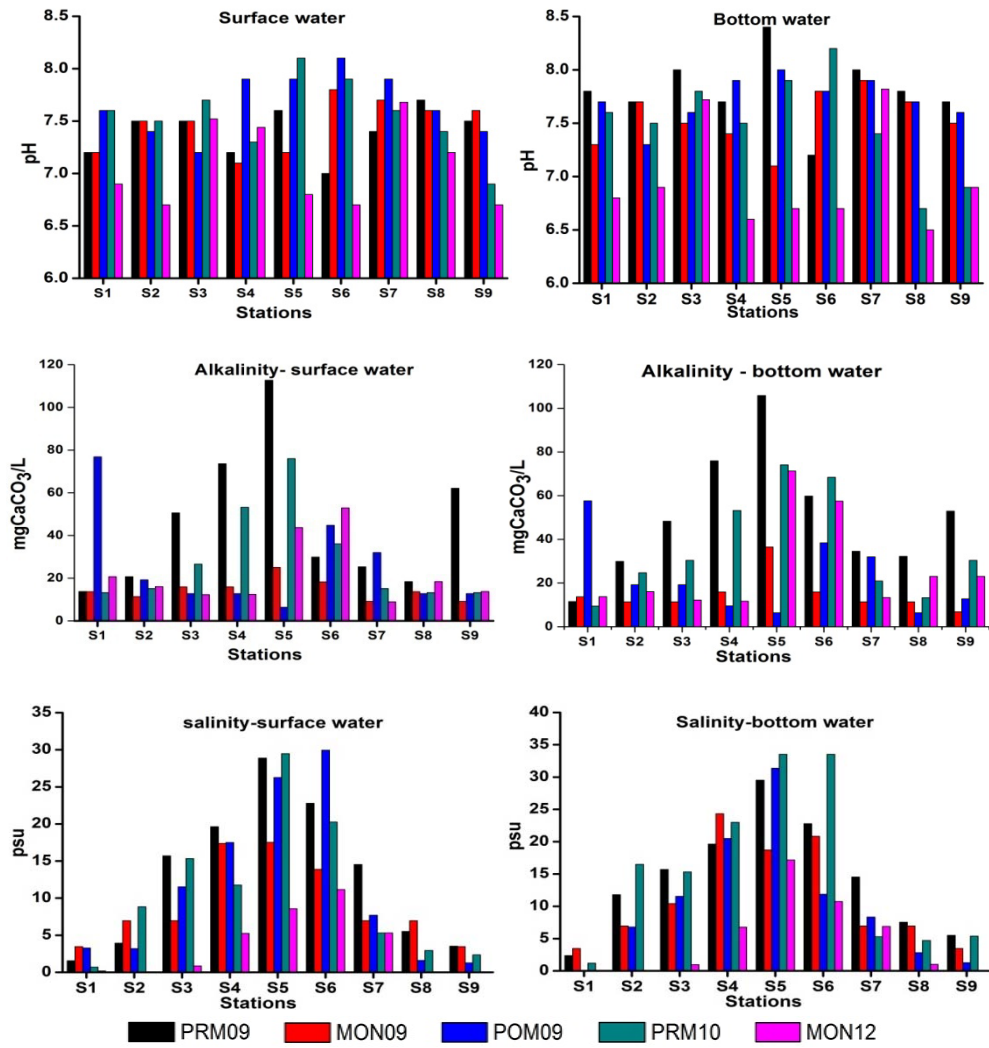 Surface water
8.5
8.0
7.5
7.0
6.5
6.0
pH
S1 S2 S3 S4 S5 S6 S7 S8 S9
Stations
Bottom water
8.5
8.0
7.5
7.0
6.5
6.0
pH
S1 S2 S3 S4 S5 S6 S7 S8 S9
Stations
Alkalinity- surface water
120
100
80
60
40
20
0
mgCaCO3/L
S1 S2 S3 S4 S5 S6 S7 S8 S9
Stations
Alkalinity - bottom water
120
100
80
60
40
20
0
mgCaCO3/L
S1 S2 S3 S4 S5 S6 S7 S8 S9
Stations
salinity-surface water
35
30
25
20
15
10
5
0
psu
S1 S2 S3 S4 S5 S6 S7 S8 S9
Stations
Salinity-bottom water
40
35
30
25
20
15
10
5
0
psu
S1 S2 S3 S4 S5 S6 S7 S8 S9
Stations
PRM09 MON09 POM09 PRM10 MON12